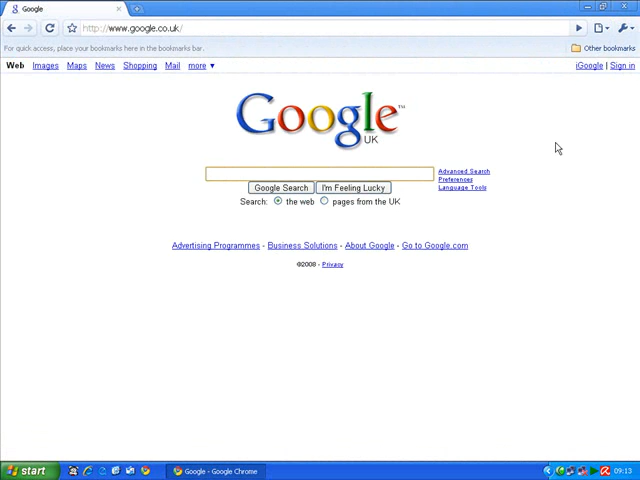 Google
http://www.google.co.uk/
For quick access, place your bookmarks here in the bookmarks bar.
Other bookmarks
Web Images Maps News Shopping Mail more ▼
iGoogle | Sign in
Google™
UK
Advanced Search
Preferences
Language Tools
Google Search I'm Feeling Lucky
Search: the web pages from the UK
Advertising Programmes - Business Solutions - About Google - Go to Google.com
©2008 - Privacy
start
Google - Google Chrome
09:13